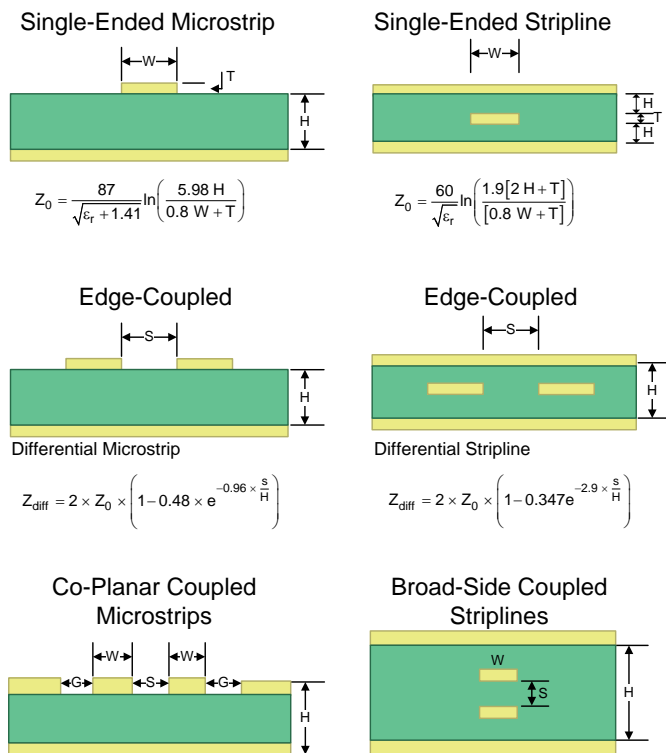 Single-Ended Microstrip
W
T
H
Z0 = 87 / √(εr + 1.41) ln(5.98 H / (0.8 W + T))
Single-Ended Stripline
W
H
T
H
Z0 = 60 / √εr ln(1.9[2 H + T] / [0.8 W + T])
Edge-Coupled
S
H
Differential Microstrip
Zdiff = 2 × Z0 × (1 − 0.48 × e^(−0.96 × s/H))
Edge-Coupled
S
H
Differential Stripline
Zdiff = 2 × Z0 × (1 − 0.347e^(−2.9 × s/H))
Co-Planar Coupled
Microstrips
W W
G S G
H
Broad-Side Coupled
Striplines
W
S
H